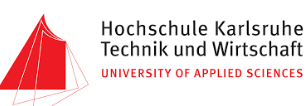 Hochschule Karlsruhe
Technik und Wirtschaft
UNIVERSITY OF APPLIED SCIENCES